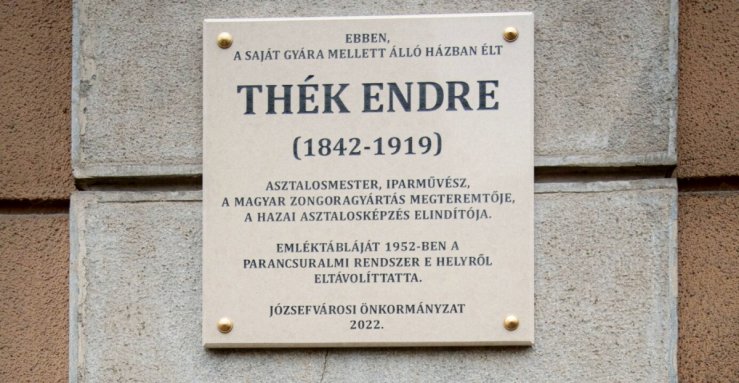 EBBEN,
A SAJÁT GYÁRA MELLETT ÁLLÓ HÁZBAN ÉLT
THÉK ENDRE
(1842-1919)
ASZTALOSMESTER, IPARMŰVÉSZ,
A MAGYAR ZONGORAGYÁRTÁS MEGTEREMTŐJE,
A HAZAI ASZTALOSKÉPZÉS ELINDÍTÓJA.
EMLÉKTÁBLÁJÁT 1952-BEN A
PARANCSURALMI RENDSZER E HELYRŐL
ELTÁVOLÍTTATTA.
JÓZSEFVÁROSI ÖNKORMÁNYZAT
2022.